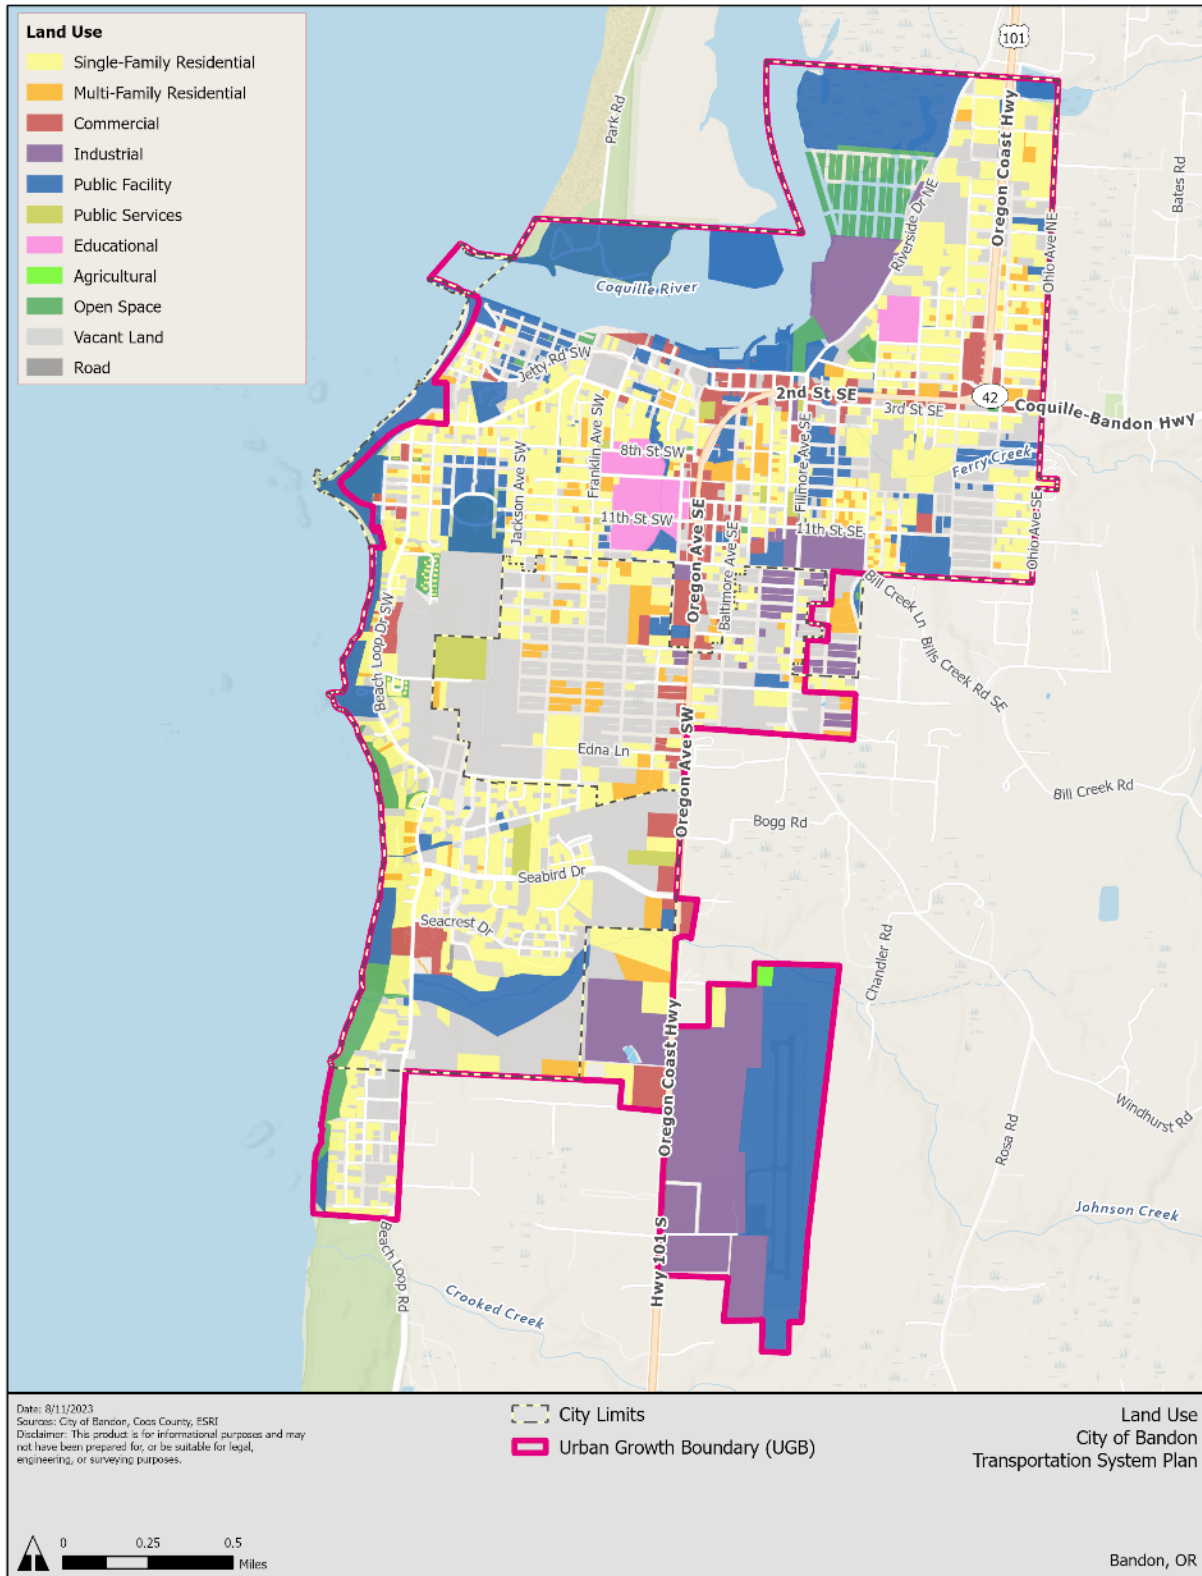 Land Use
Single-Family Residential
Multi-Family Residential
Commercial
Industrial
Public Facility
Public Services
Educational
Agricultural
Open Space
Vacant Land
Road
101
Park Rd
Oregon Coast Hwy
Bates Rd
Riverside Dr NE
Ohio Ave NE
Coquille River
Jetty Rd SW
2nd St SE
42
3rd St SE
Coquille-Bandon Hwy
Franklin Ave SW
Jackson Ave SW
8th St SW
Fillmore Ave SE
Ferry Creek
11th St SW
11th St SE
Oregon Ave SE
Baltimore Ave SE
Ohio Ave SE
Bill Creek Ln
Bills Creek Rd SE
Beach Loop Dr SW
Edna Ln
Oregon Ave SW
Bill Creek Rd
Bogg Rd
Seabird Dr
Seacrest Dr
Chandler Rd
Oregon Coast Hwy
Windhurst Rd
Rosa Rd
Johnson Creek
Beach Loop Rd
Hwy 101 S
Crooked Creek
Date: 8/11/2023
Sources: City of Bandon, Coos County, ESRI
Disclaimer: This product is for informational purposes and may
not have been prepared for, or be suitable for legal,
engineering, or surveying purposes.
City Limits
Urban Growth Boundary (UGB)
Land Use
City of Bandon
Transportation System Plan
0 0.25 0.5
Miles
Bandon, OR